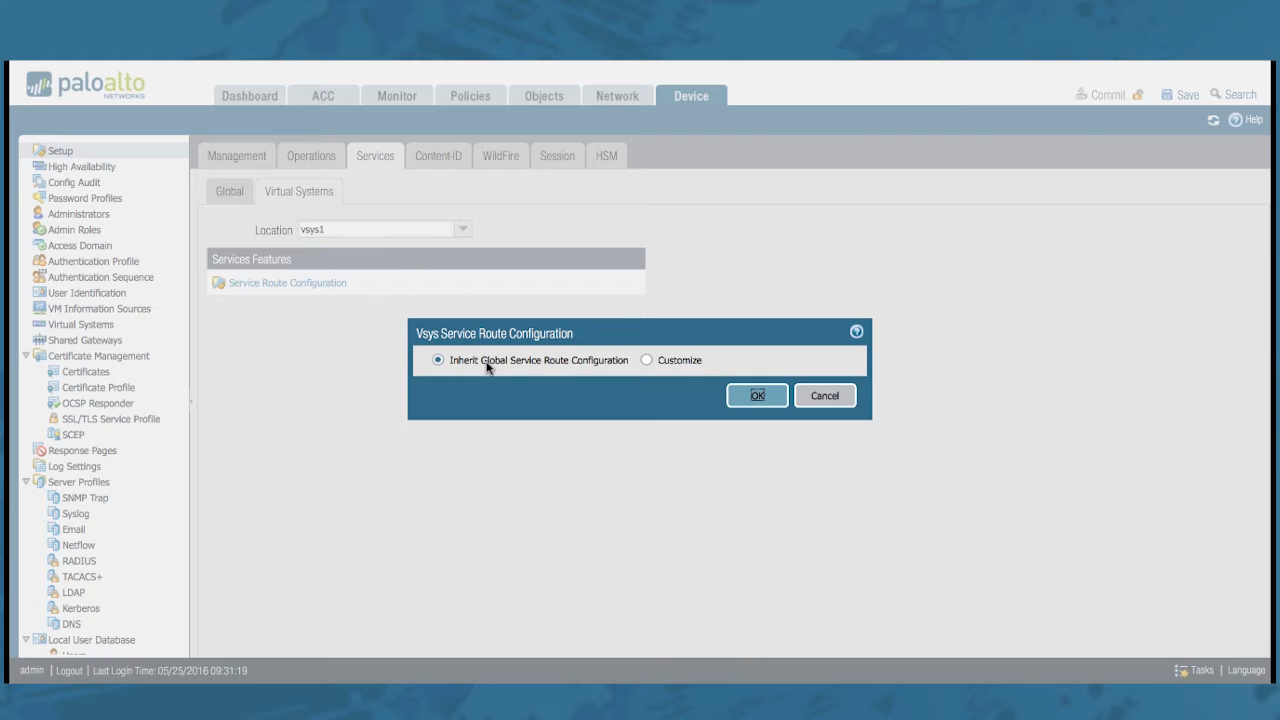 paloalto
NETWORKS
Dashboard ACC Monitor Policies Objects Network Device
Commit Save Search
Help
Setup
High Availability
Config Audit
Password Profiles
Administrators
Admin Roles
Access Domain
Authentication Profile
Authentication Sequence
User Identification
VM Information Sources
Virtual Systems
Shared Gateways
Certificate Management
Certificates
Certificate Profile
OCSP Responder
SSL/TLS Service Profile
SCEP
Response Pages
Log Settings
Server Profiles
SNMP Trap
Syslog
Email
Netflow
RADIUS
TACACS+
LDAP
Kerberos
DNS
Local User Database
Management Operations Services Content-ID WildFire Session HSM
Global Virtual Systems
Location vsys1
Services Features
Service Route Configuration
Vsys Service Route Configuration
Inherit Global Service Route Configuration Customize
OK Cancel
admin | Logout | Last Login Time: 05/25/2016 09:31:19
Tasks | Language